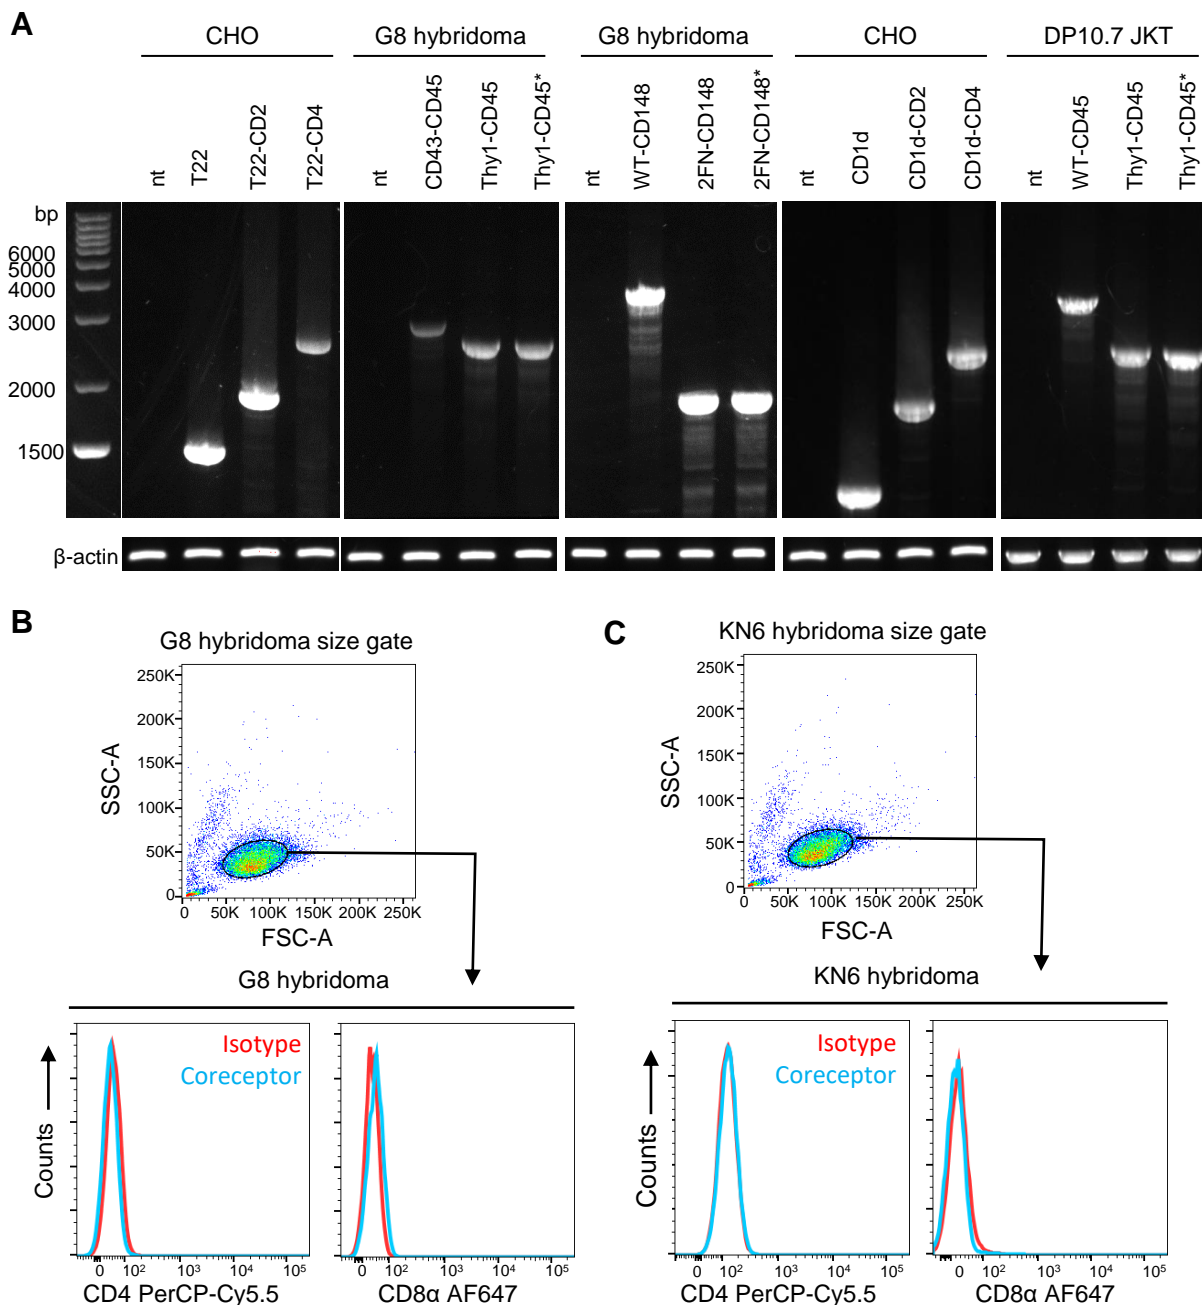 A
CHO
G8 hybridoma
G8 hybridoma
CHO
DP10.7 JKT
nt
T22
T22-CD2
T22-CD4
nt
CD43-CD45
Thy1-CD45
Thy1-CD45*
nt
WT-CD148
2FN-CD148
2FN-CD148*
nt
CD1d
CD1d-CD2
CD1d-CD4
nt
WT-CD45
Thy1-CD45
Thy1-CD45*
bp
6000
5000
4000
3000
2000
1500
β-actin
B
G8 hybridoma size gate
250K
200K
150K
100K
50K
0
SSC-A
0 50K 100K 150K 200K 250K
FSC-A
G8 hybridoma
Isotype
Coreceptor
Counts
0 10² 10³ 10⁴ 10⁵
CD4 PerCP-Cy5.5
0 10² 10³ 10⁴ 10⁵
CD8α AF647
C
KN6 hybridoma size gate
250K
200K
150K
100K
50K
0
SSC-A
0 50K 100K 150K 200K 250K
FSC-A
KN6 hybridoma
Isotype
Coreceptor
Counts
0 10² 10³ 10⁴ 10⁵
CD4 PerCP-Cy5.5
0 10² 10³ 10⁴ 10⁵
CD8α AF647